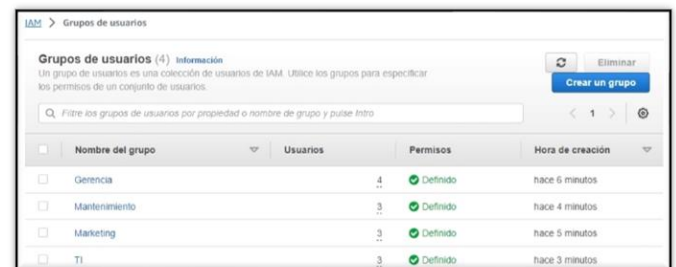 IAM > Grupos de usuarios
Grupos de usuarios (4) Información
Un grupo de usuarios es una colección de usuarios de IAM. Utilice los grupos para especificar
los permisos de un conjunto de usuarios.
Eliminar
Crear un grupo
Filtre los grupos de usuarios por propiedad o nombre de grupo y pulse Intro
< 1 >
Nombre del grupo Usuarios Permisos Hora de creación
Gerencia 4 Definido hace 6 minutos
Mantenimiento 3 Definido hace 4 minutos
Marketing 3 Definido hace 5 minutos
TI 3 Definido hace 3 minutos